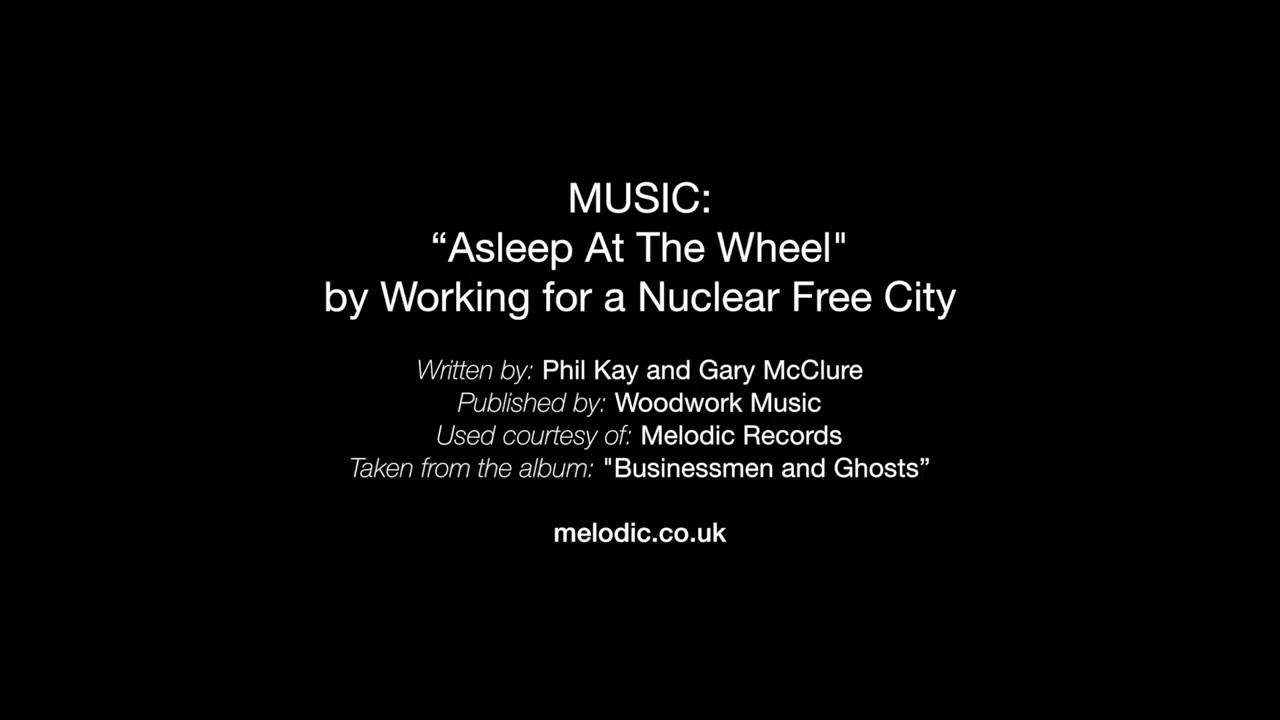 MUSIC:
“Asleep At The Wheel"
by Working for a Nuclear Free City
Written by: Phil Kay and Gary McClure
Published by: Woodwork Music
Used courtesy of: Melodic Records
Taken from the album: "Businessmen and Ghosts”
melodic.co.uk